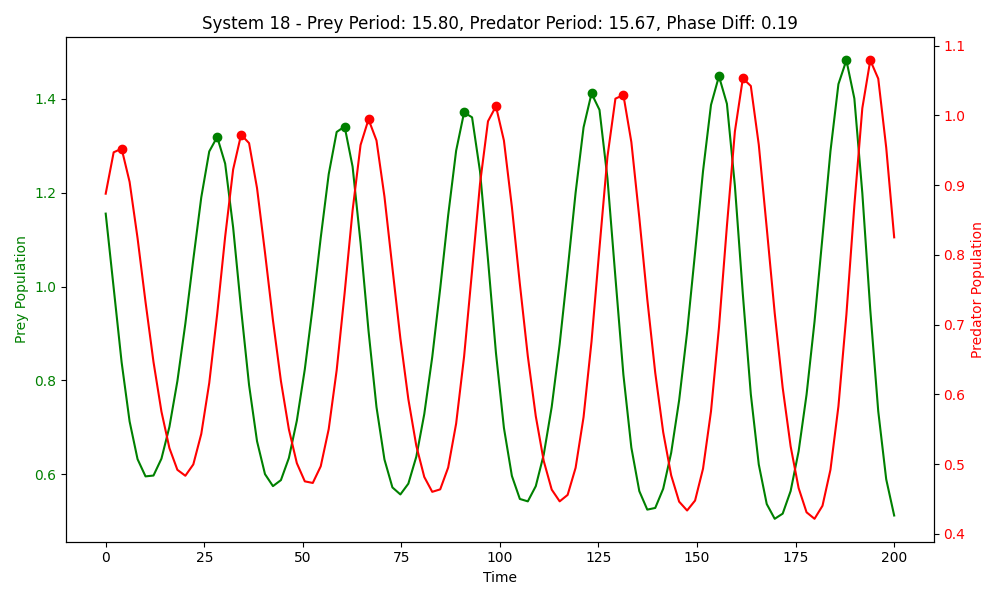 System 18 - Prey Period: 15.80, Predator Period: 15.67, Phase Diff: 0.19
Prey Population
1.4
1.2
1.0
0.8
0.6
1.1
1.0
0.9
0.8
0.7
0.6
0.5
0.4
Predator Population
0 25 50 75 100 125 150 175 200
Time